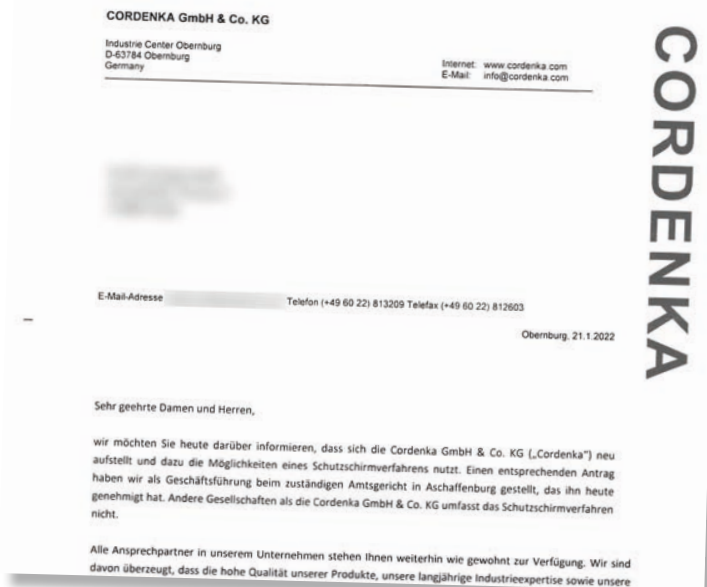 CORDENKA GmbH & Co. KG
Industrie Center Obernburg
D-63784 Obernburg
Germany
Internet: www.cordenka.com
E-Mail: info@cordenka.com
CORDENKA
E-Mail-Adresse Telefon (+49 60 22) 813209 Telefax (+49 60 22) 812603
Obernburg, 21.1.2022
Sehr geehrte Damen und Herren,
wir möchten Sie heute darüber informieren, dass sich die Cordenka GmbH & Co. KG („Cordenka“) neu
aufstellt und dazu die Möglichkeiten eines Schutzschirmverfahrens nutzt. Einen entsprechenden Antrag
haben wir als Geschäftsführung beim zuständigen Amtsgericht in Aschaffenburg gestellt, das ihn heute
genehmigt hat. Andere Gesellschaften als die Cordenka GmbH & Co. KG umfasst das Schutzschirmverfahren
nicht.
Alle Ansprechpartner in unserem Unternehmen stehen Ihnen weiterhin wie gewohnt zur Verfügung. Wir sind
davon überzeugt, dass die hohe Qualität unserer Produkte, unsere langjährige Industrieexpertise sowie unsere